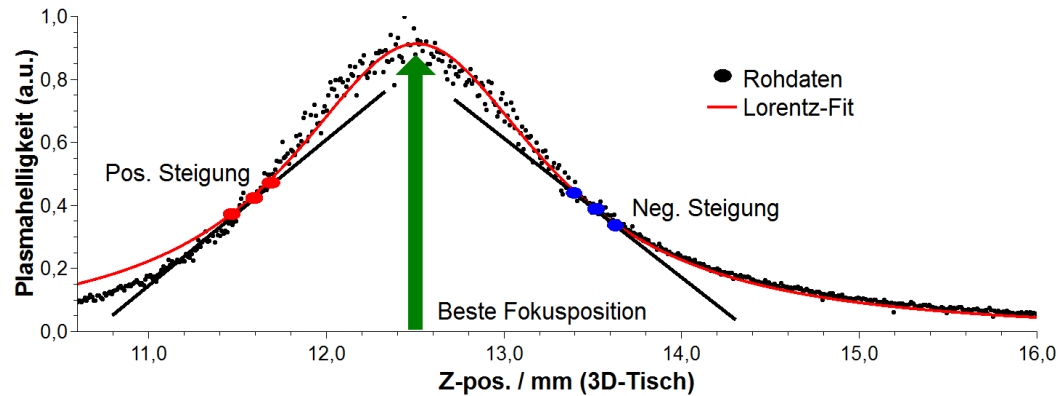 Plasmahelligkeit (a.u.)
1,0
0,8
0,6
0,4
0,2
0,0
Rohdaten
Lorentz-Fit
Pos. Steigung
Neg. Steigung
Beste Fokusposition
11,0 12,0 13,0 14,0 15,0 16,0
Z-pos. / mm (3D-Tisch)